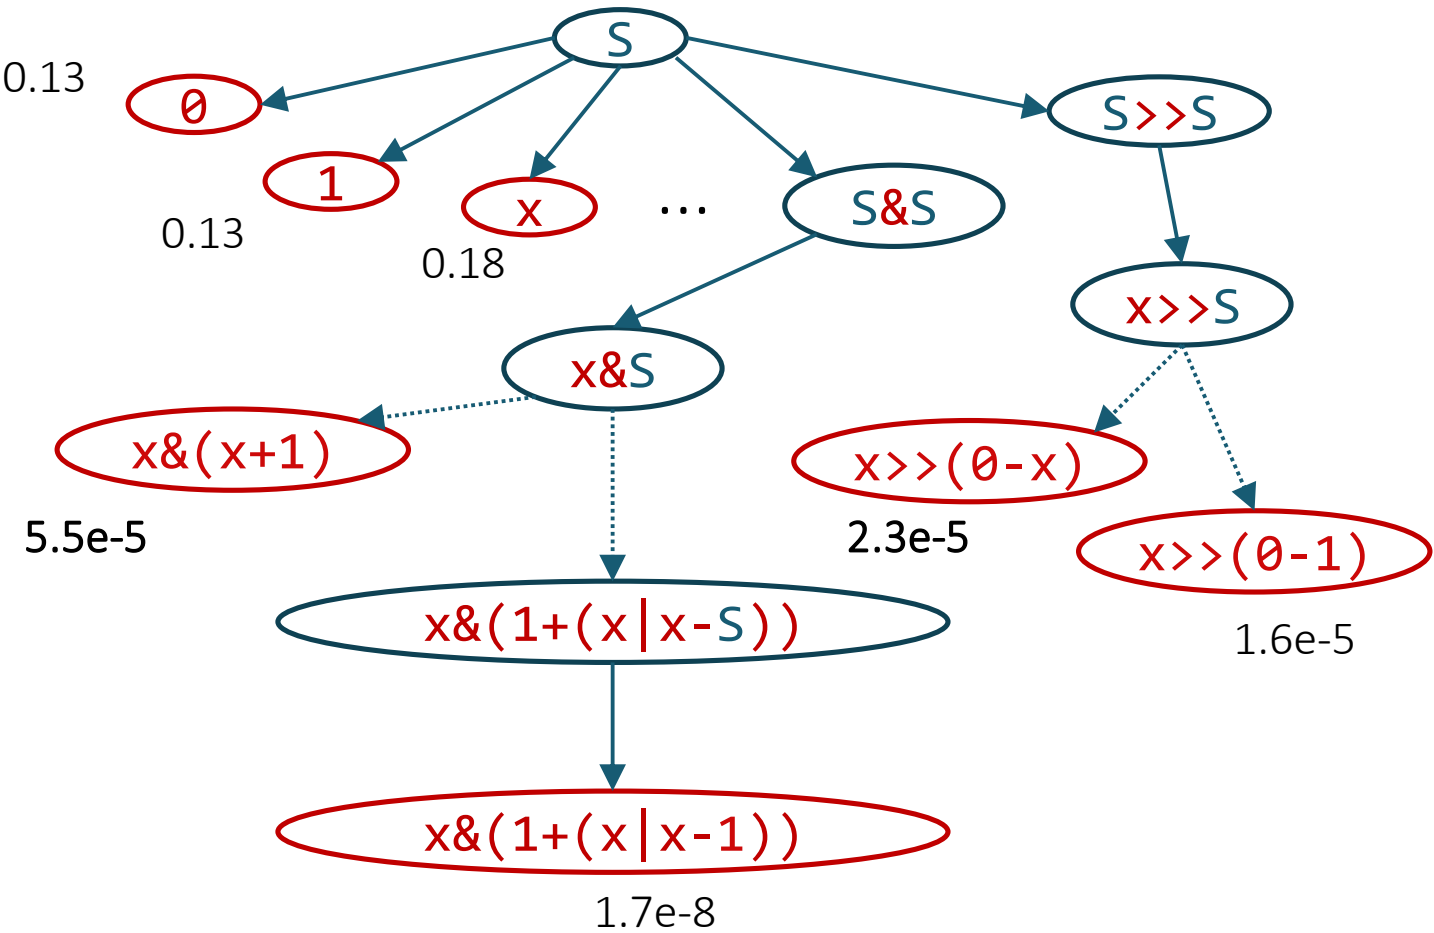 S
0.13
0
S>>S
1
x
...
S&S
0.13
0.18
x>>S
x&S
x&(x+1)
x>>(0-x)
5.5e-5
2.3e-5
x>>(0-1)
x&(1+(x|x-S))
1.6e-5
x&(1+(x|x-1))
1.7e-8